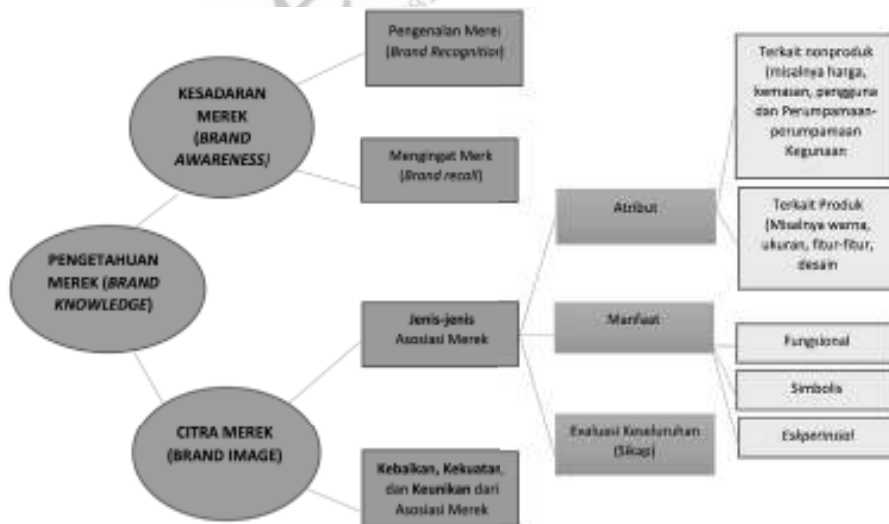 Pengenalan Merei
(Brand Recognition)
KESADARAN
MEREK
(BRAND
AWARENESS)
Mengingat Merk
(Brand recall)
PENGETAHUAN
MEREK (BRAND
KNOWLEDGE)
CITRA MEREK
(BRAND IMAGE)
Jenis-jenis
Asosiasi Merek
Kebaikan, Kekuatan,
dan Keunikan dari
Asosiasi Merek
Atribut
Manfaat
Evaluasi Keseluruhan
(Sikap)
Terkait nonproduk
(misalnya harga,
kemasan, pengguna
dan Perumpamaan-
perumpamaan
Kegunaan
Terkait Produk
(Misalnya warna,
ukuran, fitur-fitur,
desain
Fungsional
Simbolis